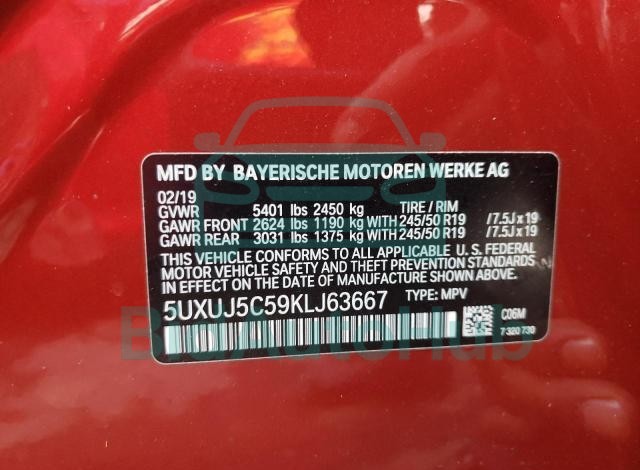 MFD BY BAYERISCHE MOTOREN WERKE AG
02/19
GVWR 5401 lbs 2450 kg TIRE / RIM
GAWR FRONT 2624 lbs 1190 kg WITH 245/50 R19 /7.5J x 19
GAWR REAR 3031 lbs 1375 kg WITH 245/50 R19 /7.5J x 19
THIS VEHICLE CONFORMS TO ALL APPLICABLE U. S. FEDERAL
MOTOR VEHICLE SAFETY AND THEFT PREVENTION STANDARDS
IN EFFECT ON THE DATE OF MANUFACTURE SHOWN ABOVE.
5UXUJ5C59KLJ63667 TYPE: MPV
C06M
7 320 730
BidAutoHub